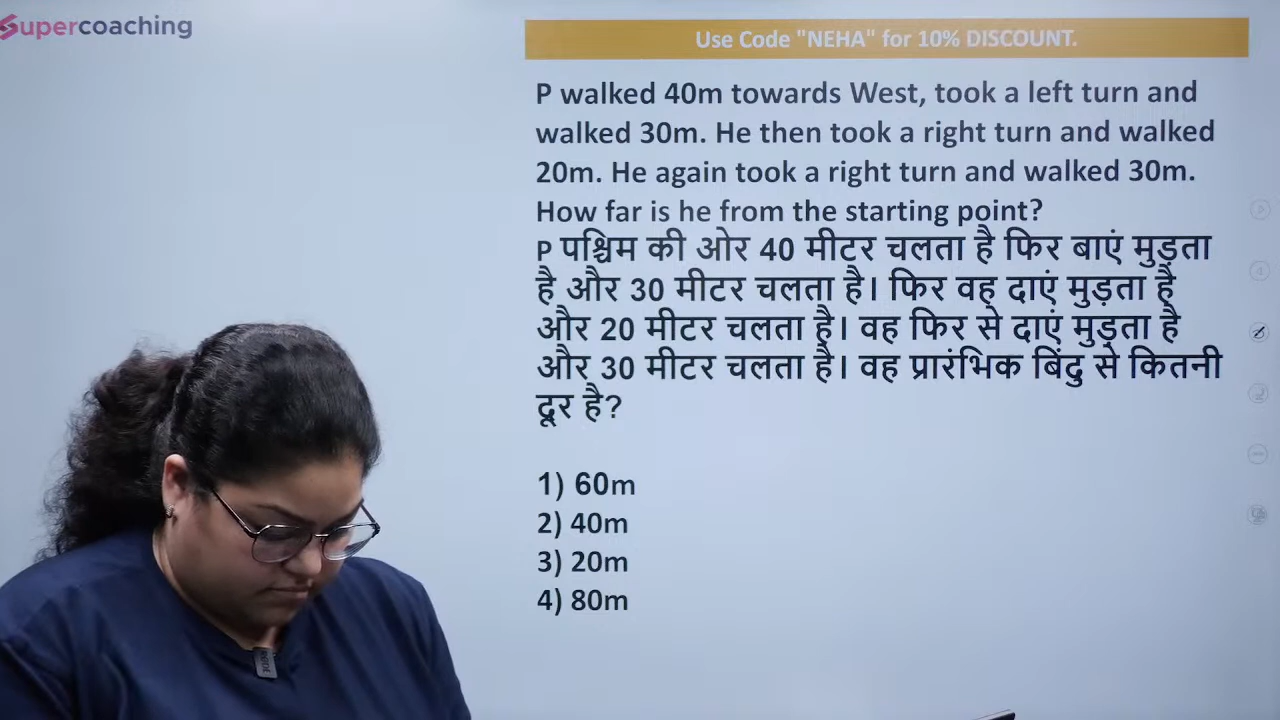 Supercoaching
Use Code "NEHA" for 10% DISCOUNT.
P walked 40m towards West, took a left turn and
walked 30m. He then took a right turn and walked
20m. He again took a right turn and walked 30m.
How far is he from the starting point?
P पश्चिम की ओर 40 मीटर चलता है फिर बाएं मुड़ता
है और 30 मीटर चलता है। फिर वह दाएं मुड़ता है
और 20 मीटर चलता है। वह फिर से दाएं मुड़ता है
और 30 मीटर चलता है। वह प्रारंभिक बिंदु से कितनी
दूर है?
1) 60m
2) 40m
3) 20m
4) 80m